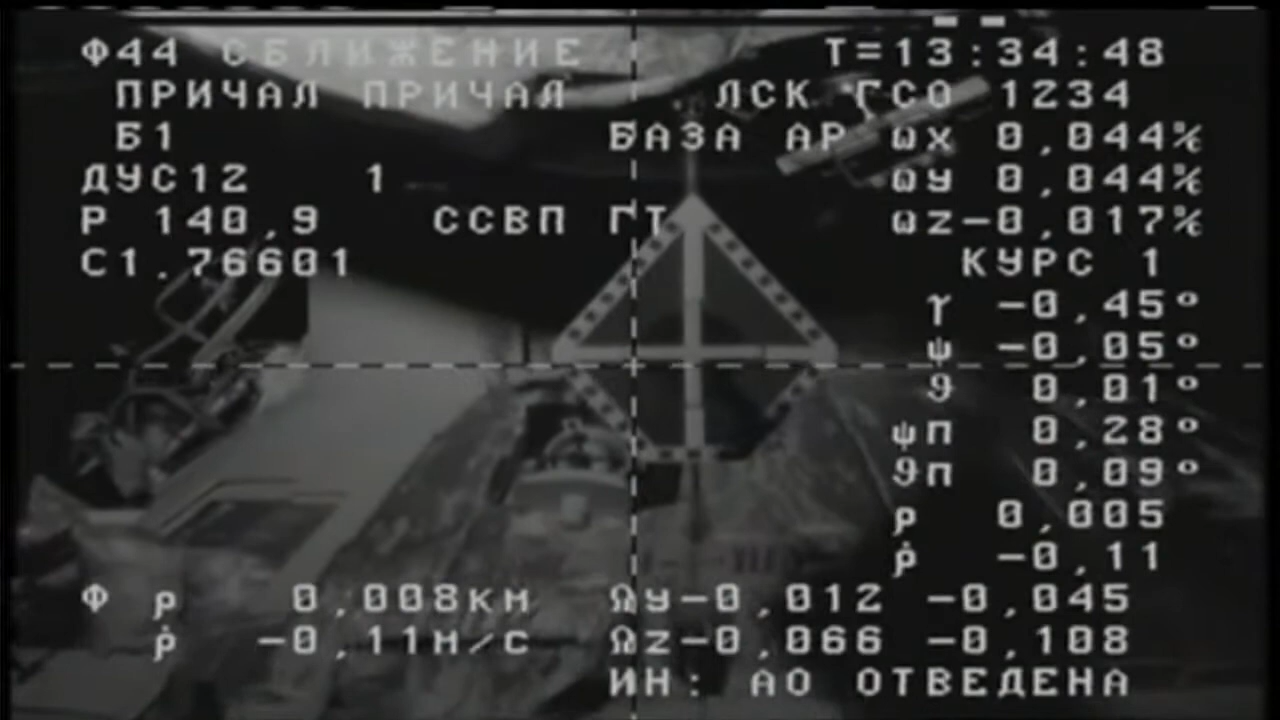 Ф44 СБЛИЖЕНИЕ T=13:34:48
ПРИЧАЛ ПРИЧАЛ ЛСК ГСО 1234
Б1 БАЗА АР ωx 0,044%
ДУС12 1 ωy 0,044%
Р 140,9 ССВП ГТ ωz-0,017%
С1.76601 КУРС 1
γ -0,45°
ψ -0,05°
ϑ 0,01°
ψп 0,28°
ϑп 0,09°
ρ 0,005
ρ̇ -0,11
Ф ρ 0,008км Ωy-0,012 -0,045
ρ̇ -0,11м/с Ωz-0,066 -0,108
ИН: АО ОТВЕДЕНА